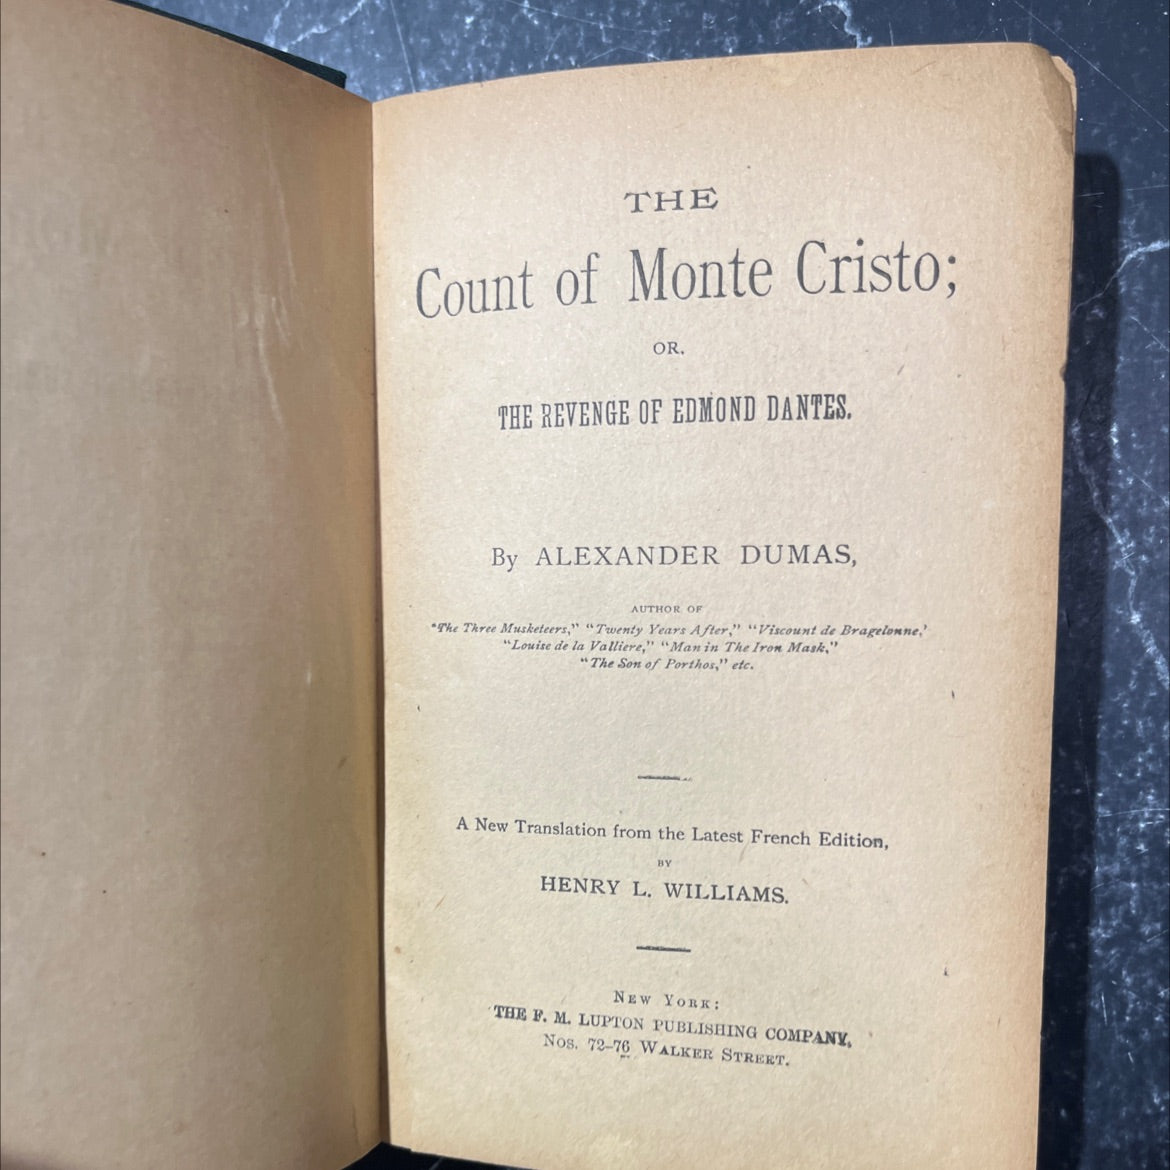 THE
Count of Monte Cristo;
OR,
THE REVENGE OF EDMOND DANTES.
By ALEXANDER DUMAS,
AUTHOR OF
"The Three Musketeers," "Twenty Years After," "Viscount de Bragelonne,'
"Louise de la Valliere," "Man in The Iron Mask,"
"The Son of Porthos," etc.
A New Translation from the Latest French Edition,
BY
HENRY L. WILLIAMS.
NEW YORK:
THE F. M. LUPTON PUBLISHING COMPANY,
NOS. 72–76 WALKER STREET.